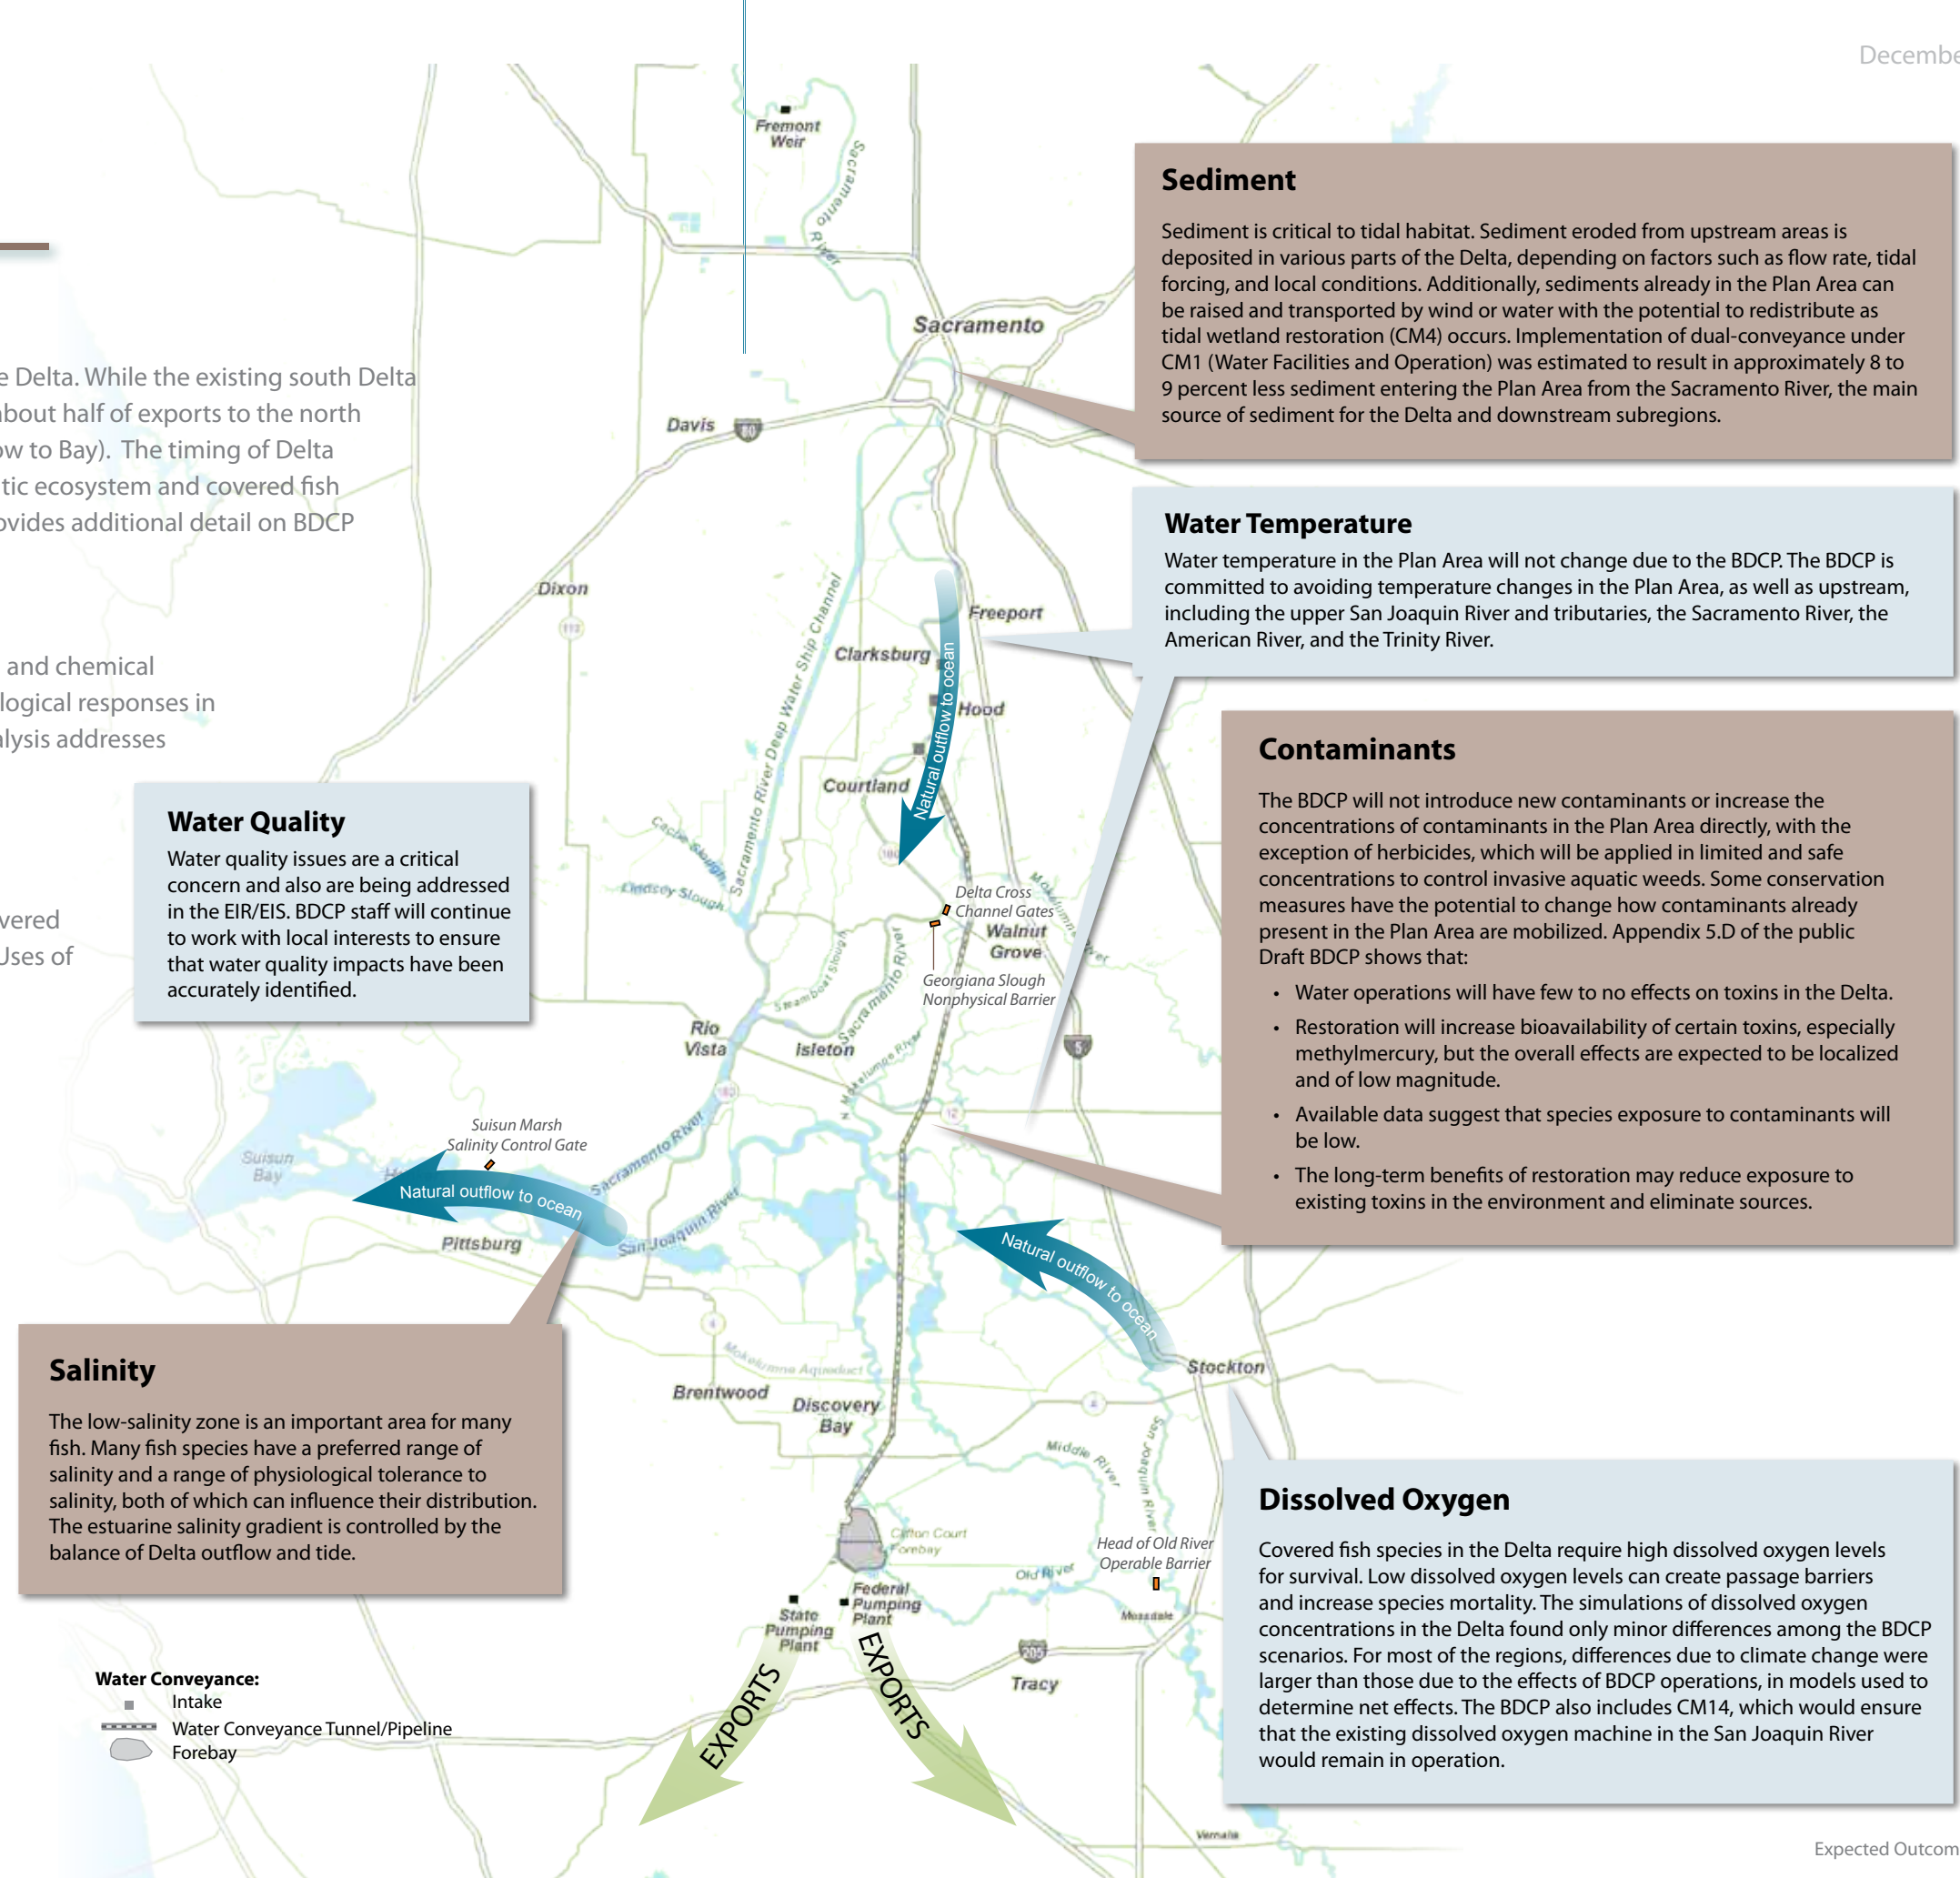 December
e Delta. While the existing south Delta
about half of exports to the north
ow to Bay). The timing of Delta
tic ecosystem and covered fish
ovides additional detail on BDCP
and chemical
logical responses in
alysis addresses
vered
Uses of
Water Quality
Water quality issues are a critical
concern and also are being addressed
in the EIR/EIS. BDCP staff will continue
to work with local interests to ensure
that water quality impacts have been
accurately identified.
Salinity
The low-salinity zone is an important area for many
fish. Many fish species have a preferred range of
salinity and a range of physiological tolerance to
salinity, both of which can influence their distribution.
The estuarine salinity gradient is controlled by the
balance of Delta outflow and tide.
Water Conveyance:
Intake
Water Conveyance Tunnel/Pipeline
Forebay
Fremont
Weir
Sacramento
River
Sacramento
Davis
80
Dixon
113
Sacramento River Deep Water Ship Channel
Freeport
Clarksburg
Natural outflow to ocean
Hood
Courtland
160
Cache Slough
Lindsey Slough
Delta Cross
Channel Gates
Mokelumne River
Walnut
Grove
Georgiana Slough
Nonphysical Barrier
Steamboat Slough
Sacramento River
Rio
Vista
Isleton
N Mokelumne River
5
160
12
Suisun Marsh
Salinity Control Gate
Suisun
Bay
Natural outflow to ocean
Sacramento River
San Joaquin River
Pittsburg
Natural outflow to ocean
Stockton
4
Mokelumne Aqueduct
Brentwood
Discovery
Bay
4
Middle River
San Joaquin River
Clifton Court
Forebay
Old River
Head of Old River
Operable Barrier
Mossdale
State
Pumping
Plant
Federal
Pumping
Plant
205
Tracy
EXPORTS
EXPORTS
Vernalis
Sediment
Sediment is critical to tidal habitat. Sediment eroded from upstream areas is
deposited in various parts of the Delta, depending on factors such as flow rate, tidal
forcing, and local conditions. Additionally, sediments already in the Plan Area can
be raised and transported by wind or water with the potential to redistribute as
tidal wetland restoration (CM4) occurs. Implementation of dual-conveyance under
CM1 (Water Facilities and Operation) was estimated to result in approximately 8 to
9 percent less sediment entering the Plan Area from the Sacramento River, the main
source of sediment for the Delta and downstream subregions.
Water Temperature
Water temperature in the Plan Area will not change due to the BDCP. The BDCP is
committed to avoiding temperature changes in the Plan Area, as well as upstream,
including the upper San Joaquin River and tributaries, the Sacramento River, the
American River, and the Trinity River.
Contaminants
The BDCP will not introduce new contaminants or increase the
concentrations of contaminants in the Plan Area directly, with the
exception of herbicides, which will be applied in limited and safe
concentrations to control invasive aquatic weeds. Some conservation
measures have the potential to change how contaminants already
present in the Plan Area are mobilized. Appendix 5.D of the public
Draft BDCP shows that:
• Water operations will have few to no effects on toxins in the Delta.
• Restoration will increase bioavailability of certain toxins, especially
methylmercury, but the overall effects are expected to be localized
and of low magnitude.
• Available data suggest that species exposure to contaminants will
be low.
• The long-term benefits of restoration may reduce exposure to
existing toxins in the environment and eliminate sources.
Dissolved Oxygen
Covered fish species in the Delta require high dissolved oxygen levels
for survival. Low dissolved oxygen levels can create passage barriers
and increase species mortality. The simulations of dissolved oxygen
concentrations in the Delta found only minor differences among the BDCP
scenarios. For most of the regions, differences due to climate change were
larger than those due to the effects of BDCP operations, in models used to
determine net effects. The BDCP also includes CM14, which would ensure
that the existing dissolved oxygen machine in the San Joaquin River
would remain in operation.
Expected Outcom